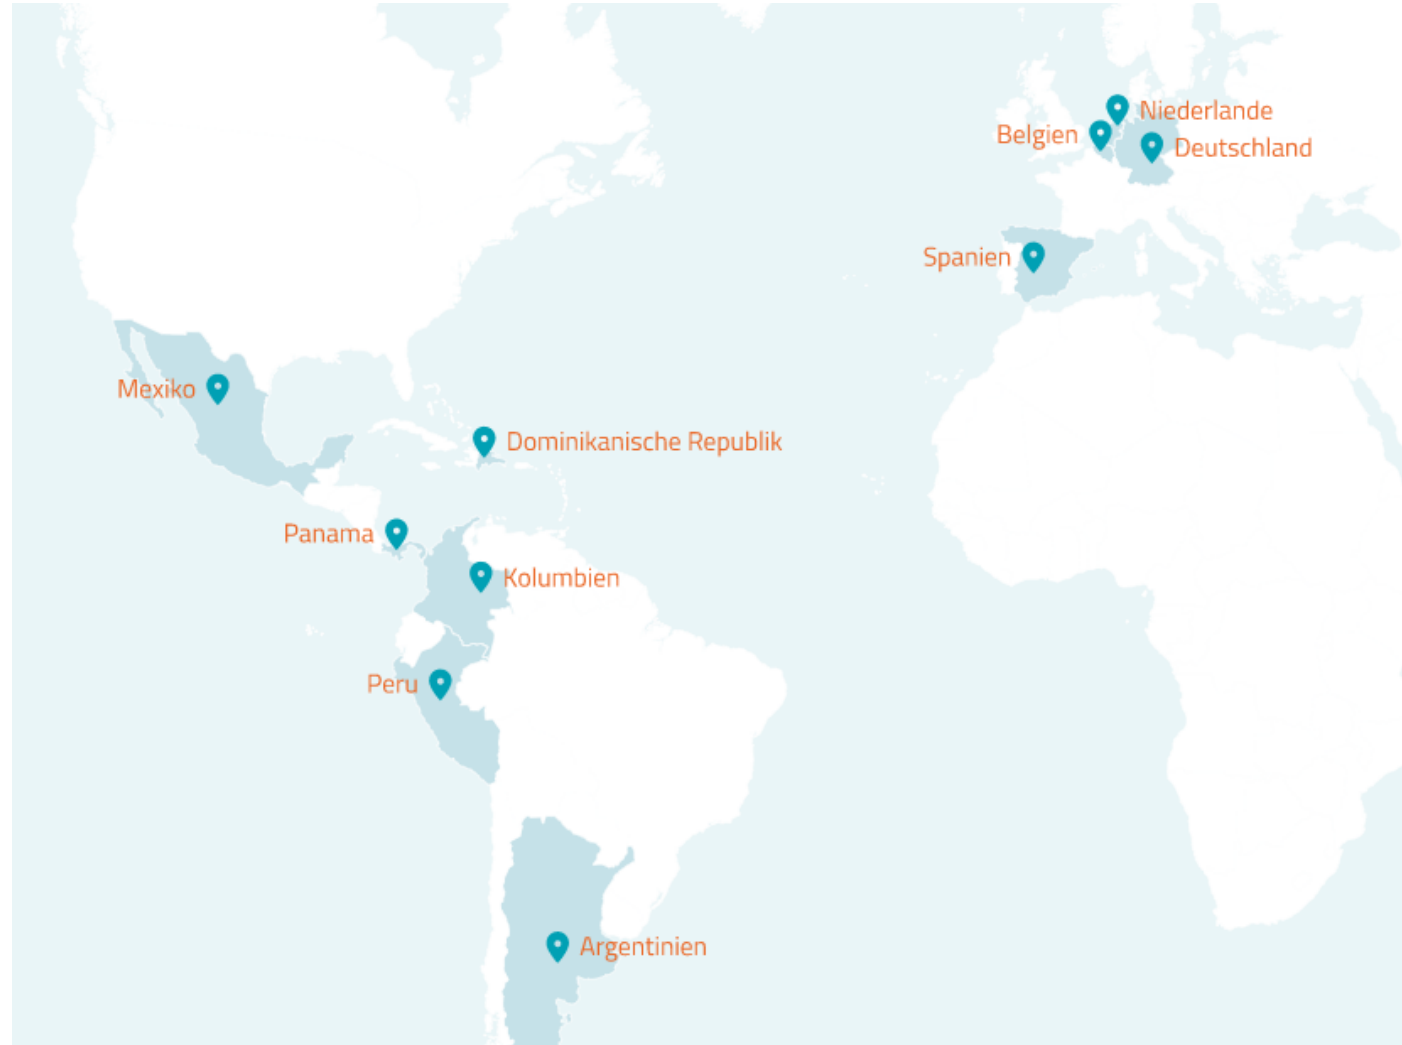 Niederlande
Belgien
Deutschland
Spanien
Mexiko
Dominikanische Republik
Panama
Kolumbien
Peru
Argentinien